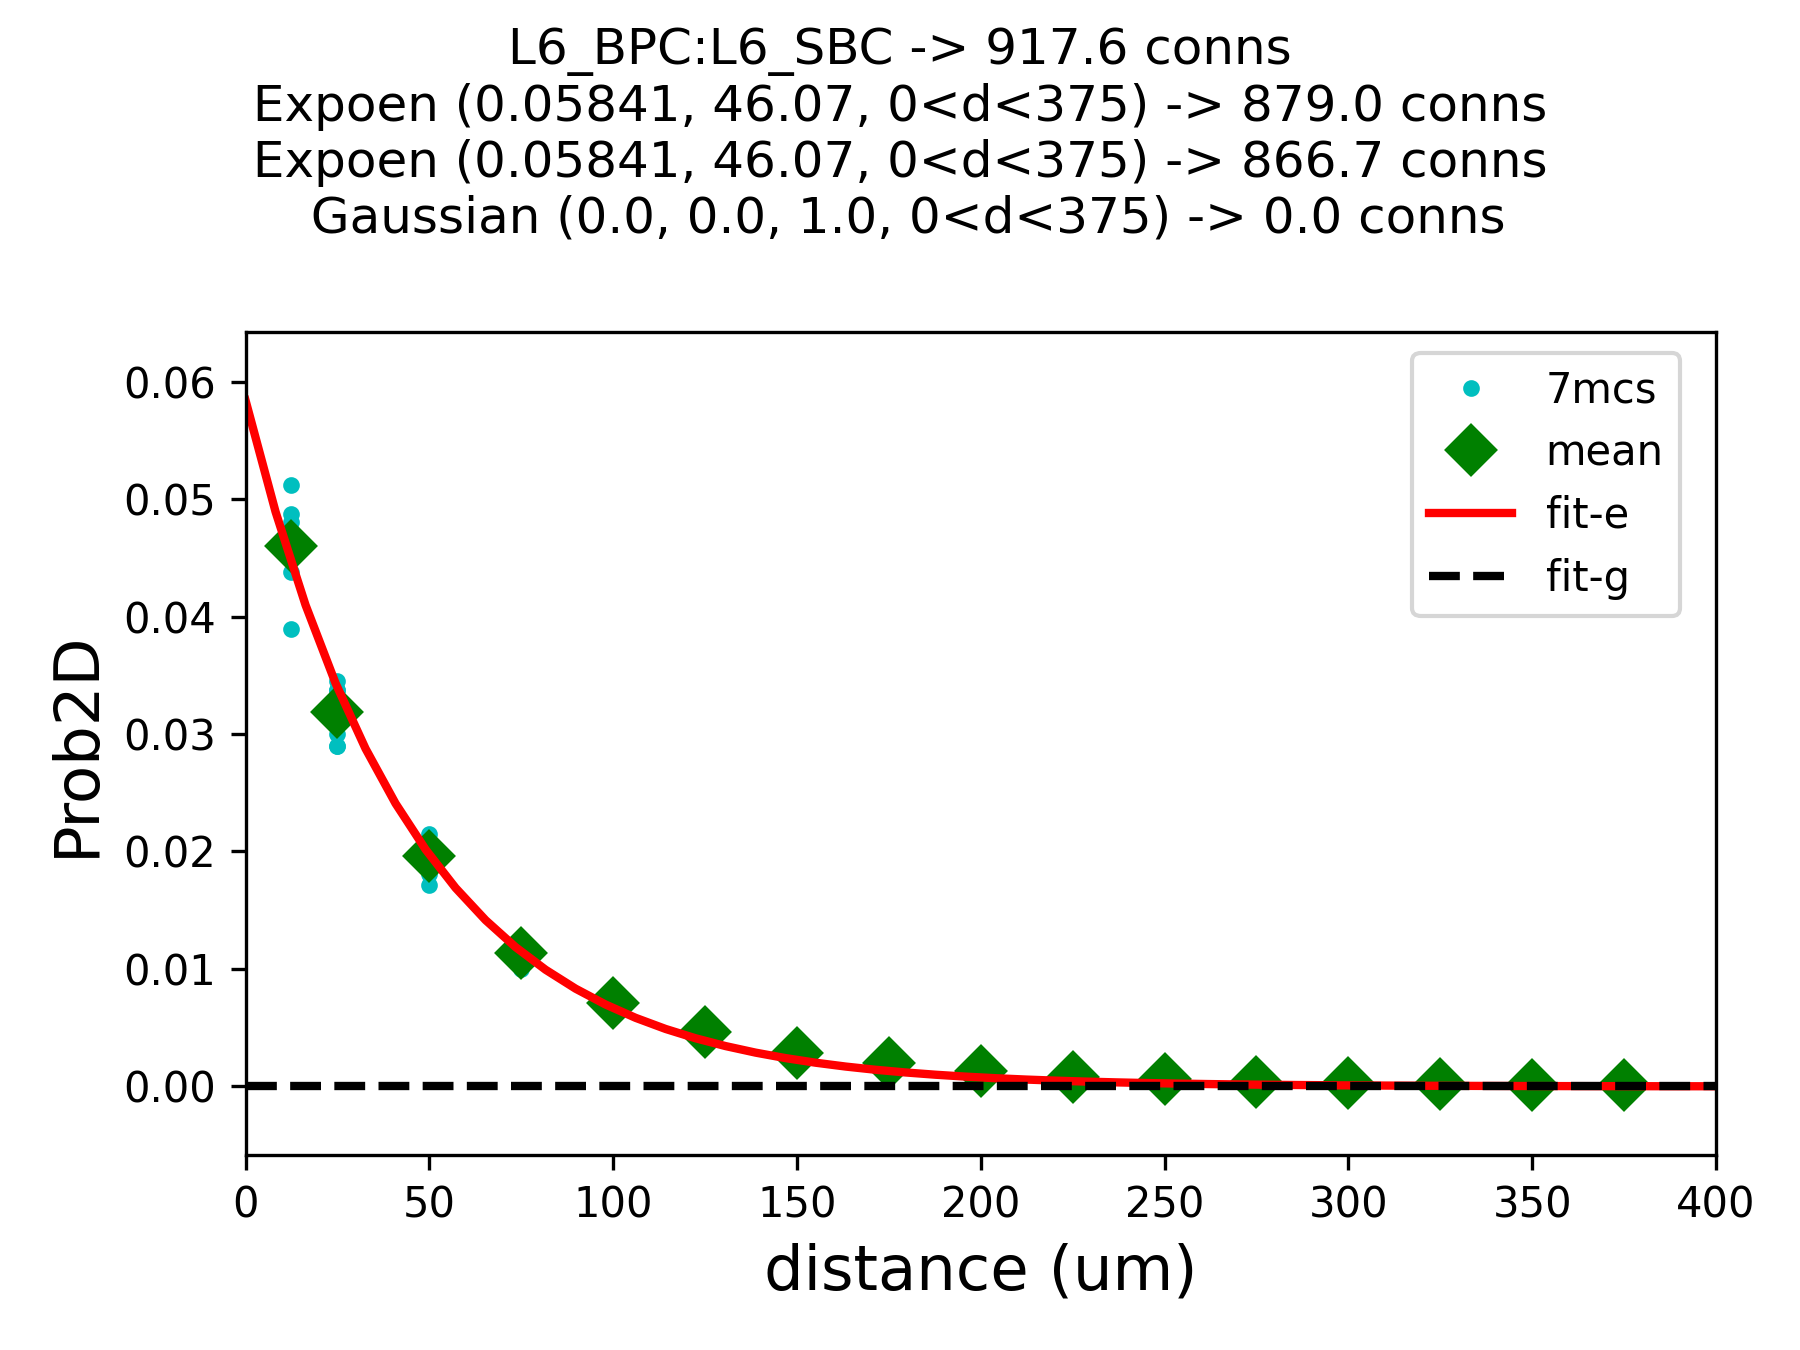 L6_BPC:L6_SBC -> 917.6 conns
Expoen (0.05841, 46.07, 0<d<375) -> 879.0 conns
Expoen (0.05841, 46.07, 0<d<375) -> 866.7 conns
Gaussian (0.0, 0.0, 1.0, 0<d<375) -> 0.0 conns
7mcs
mean
fit-e
fit-g
Prob2D
0.06
0.05
0.04
0.03
0.02
0.01
0.00
0 50 100 150 200 250 300 350 400
distance (um)